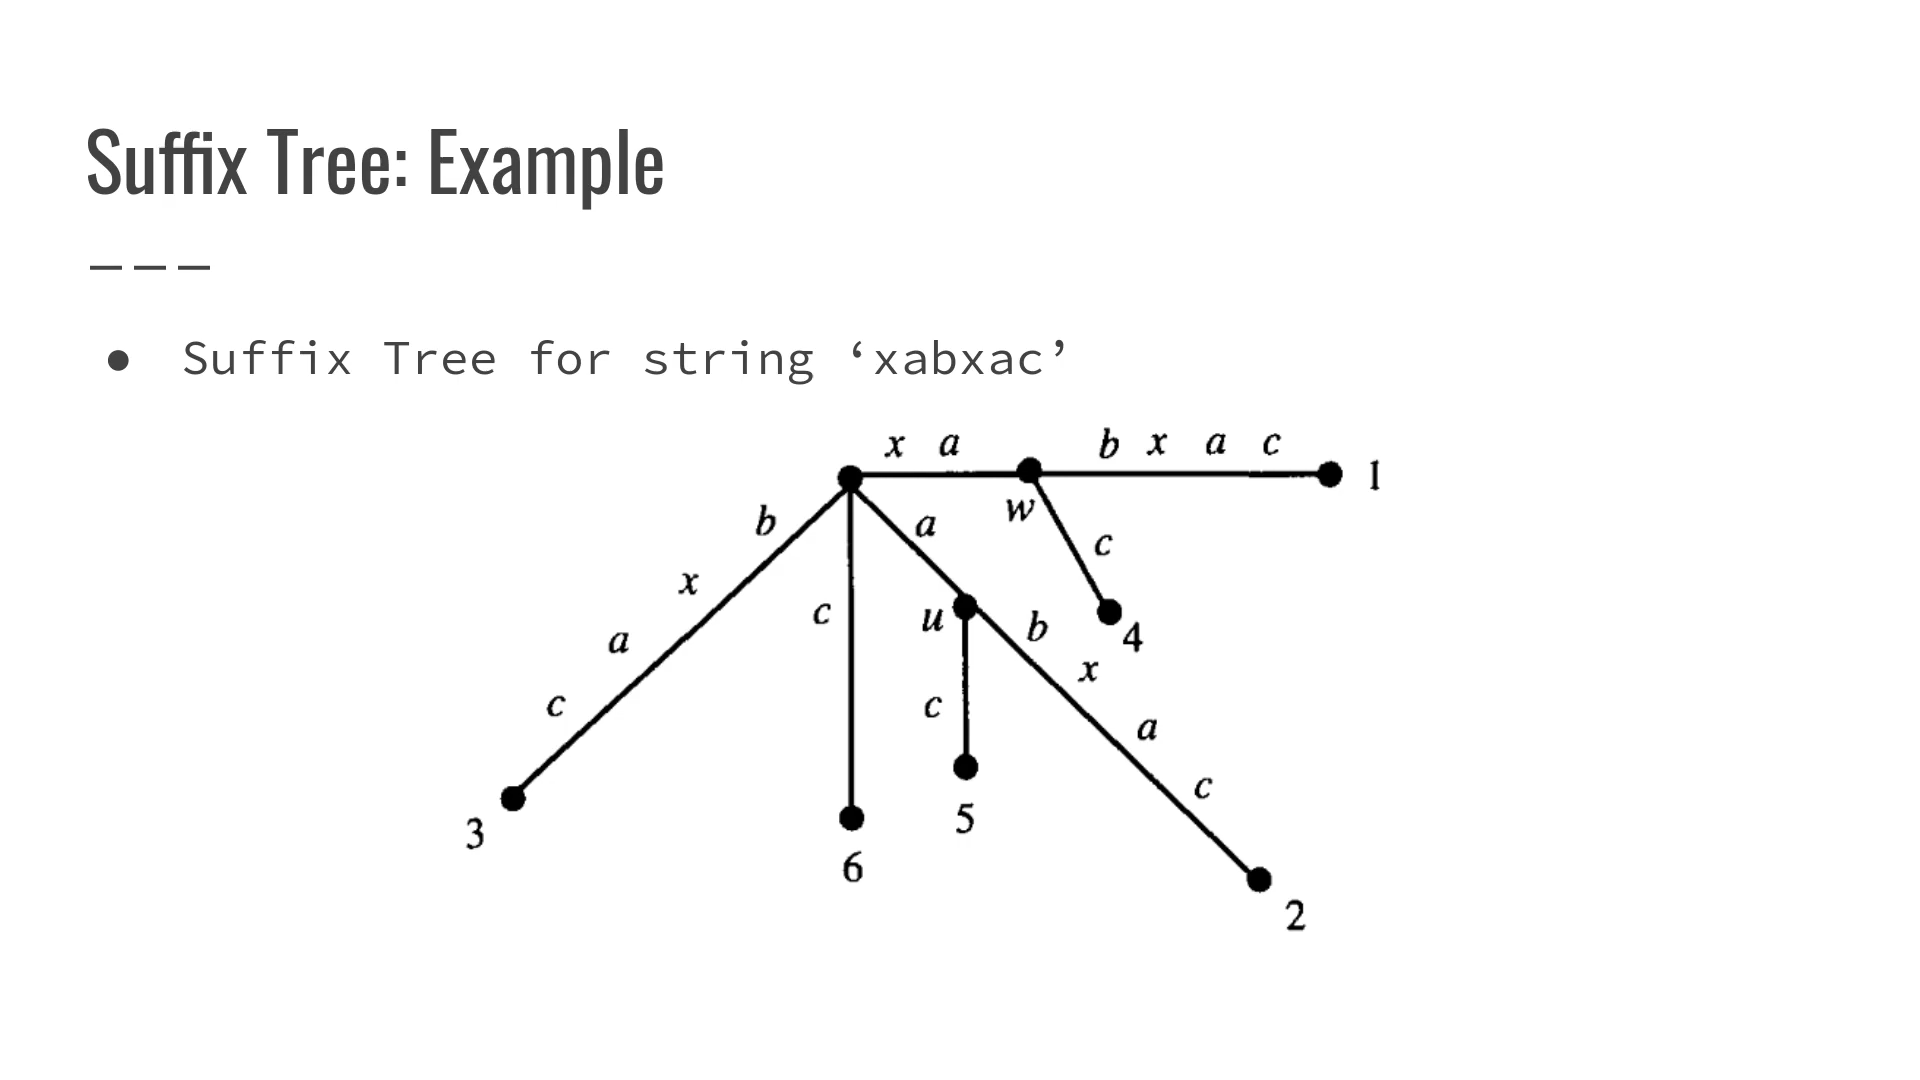 Suffix Tree: Example
● Suffix Tree for string ‘xabxac’
x a b x a c 1
w
b a c
x c u b 4
a x
c c a
c
3 5
6 2